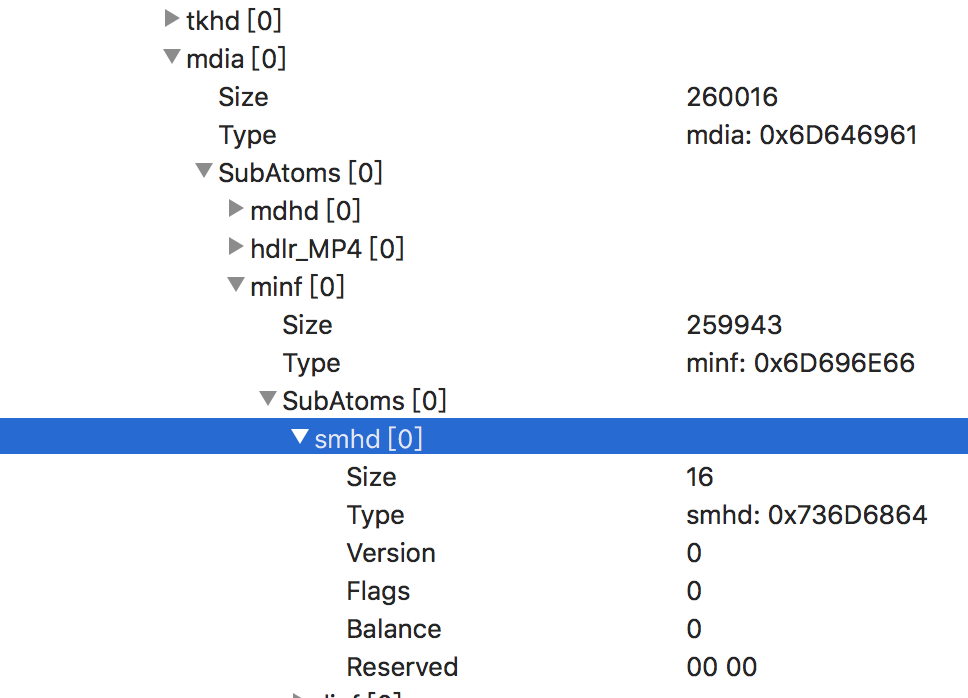 tkhd [0]
mdia [0]
Size 260016
Type mdia: 0x6D646961
SubAtoms [0]
mdhd [0]
hdlr_MP4 [0]
minf [0]
Size 259943
Type minf: 0x6D696E66
SubAtoms [0]
smhd [0]
Size 16
Type smhd: 0x736D6864
Version 0
Flags 0
Balance 0
Reserved 00 00